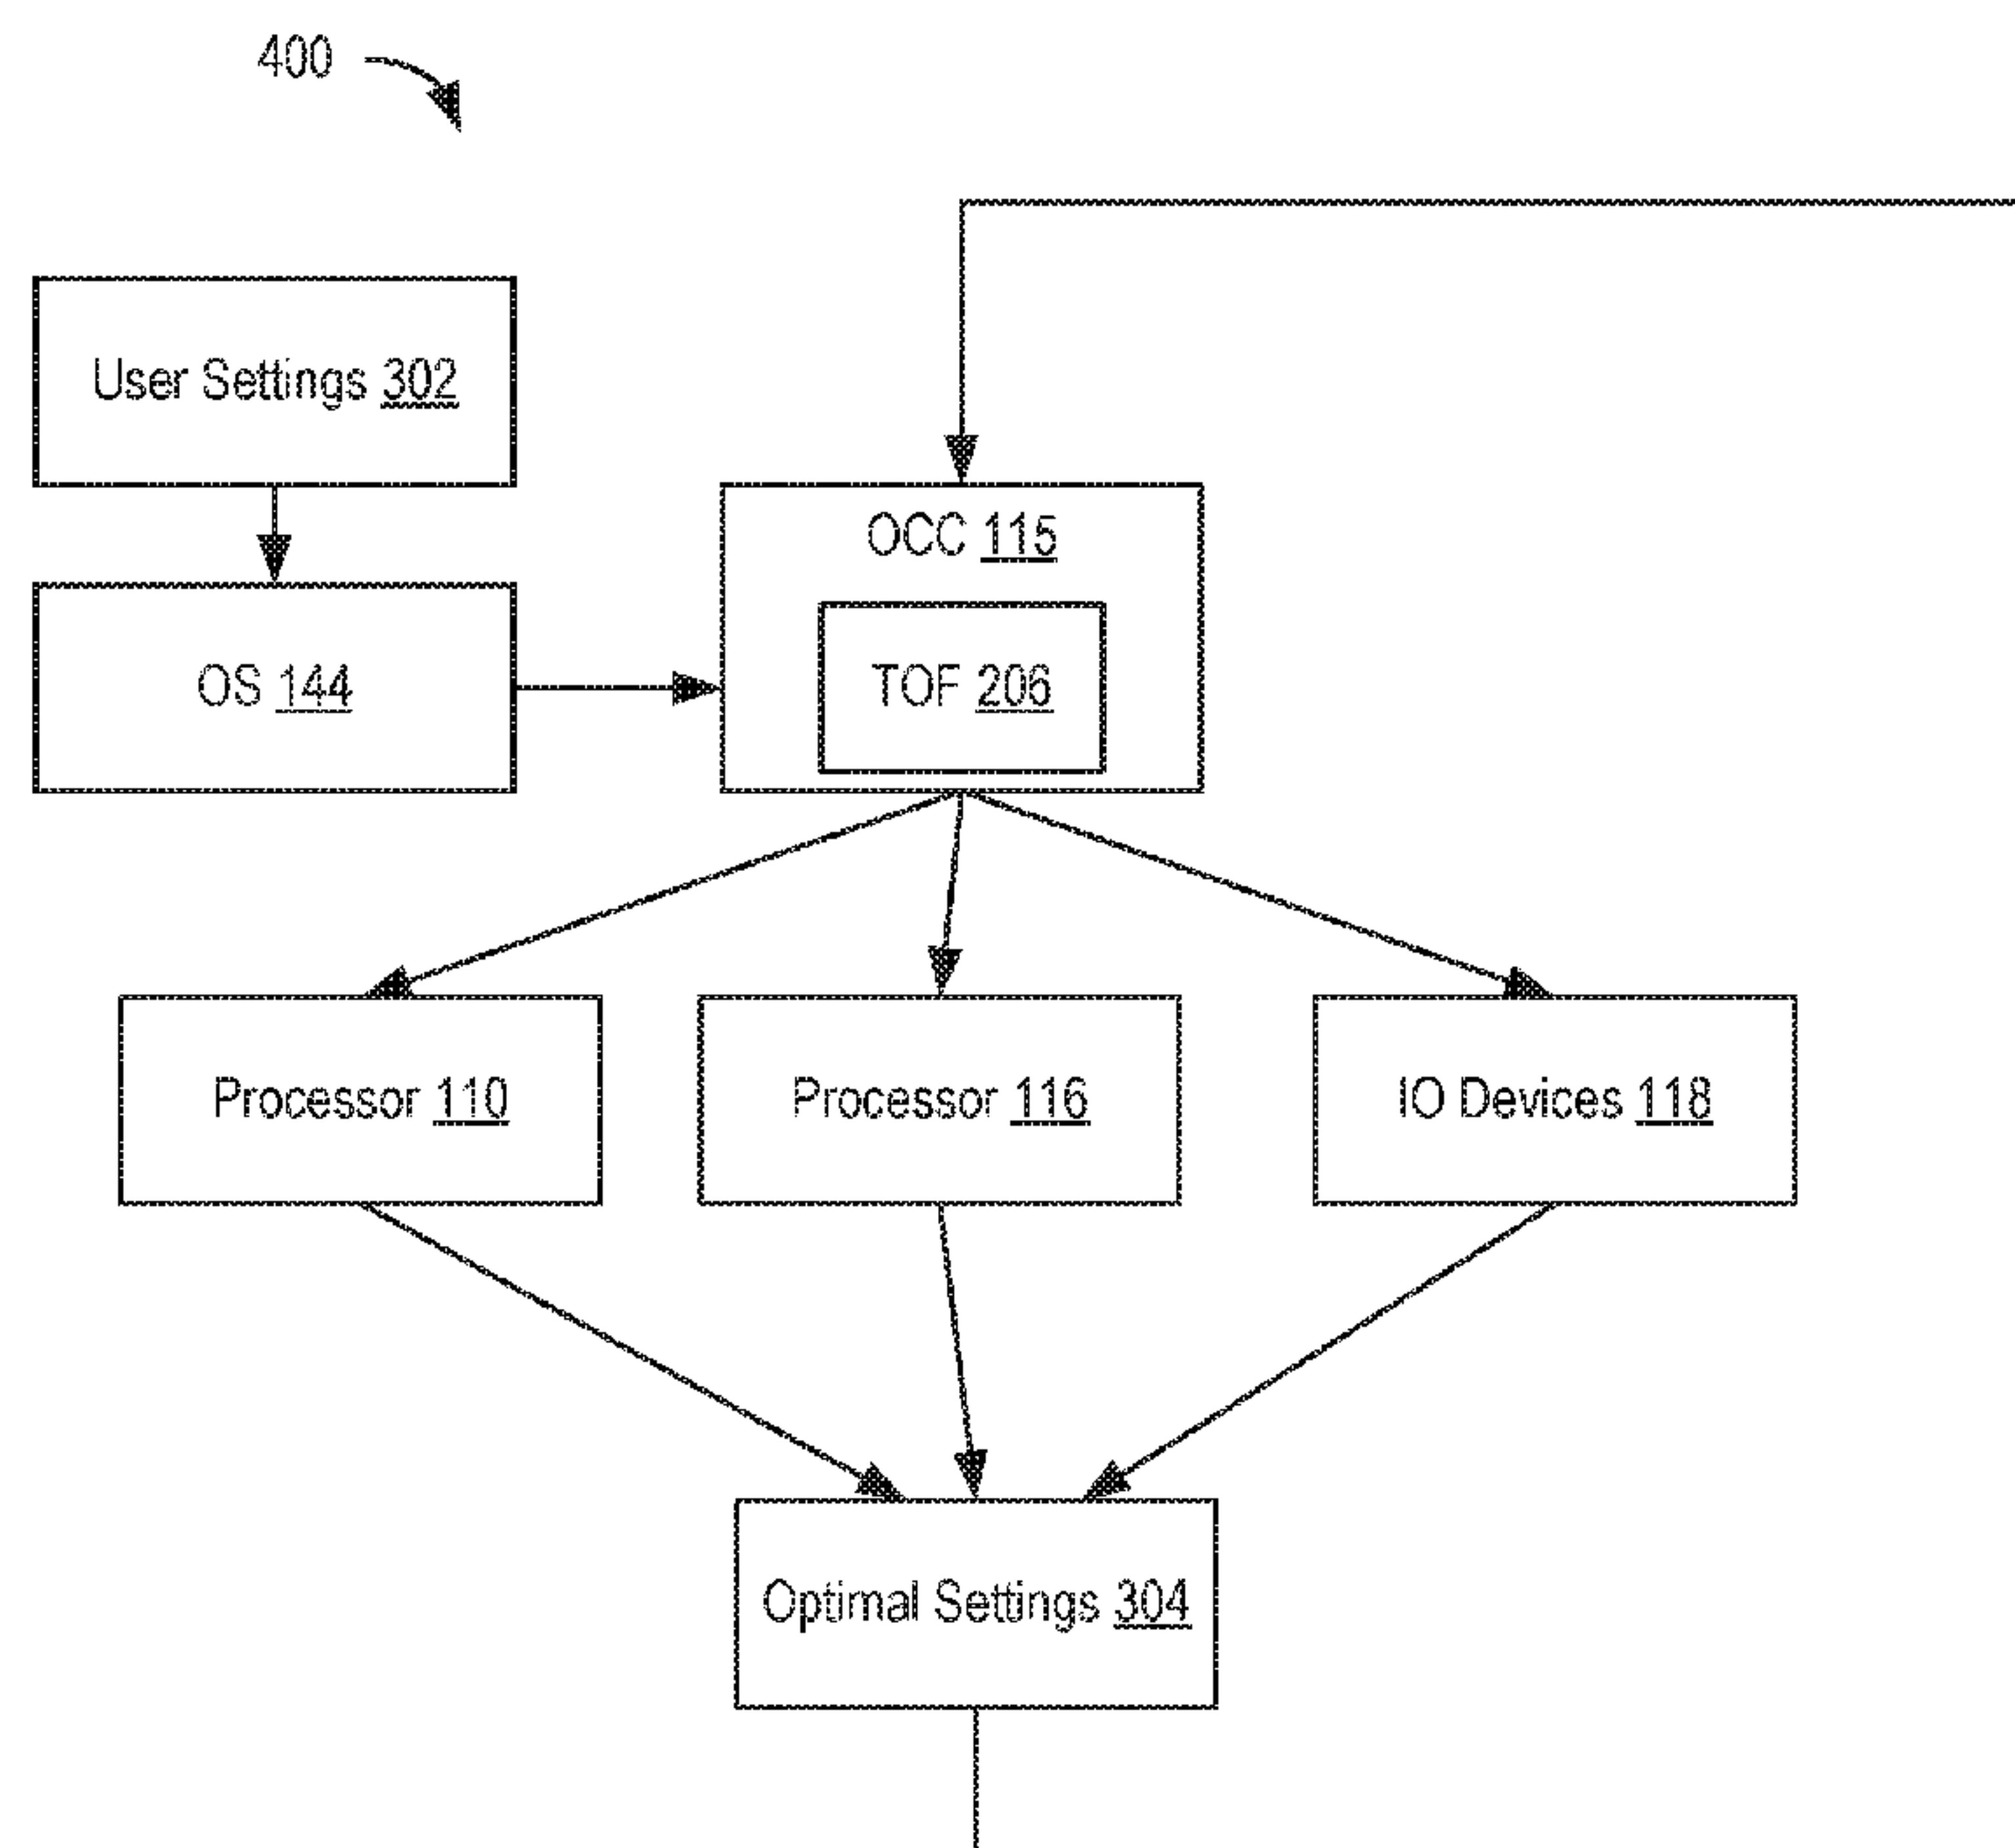 400
User Settings 302
OCC 115
OS 144
TOF 206
Processor 110
Processor 116
IO Devices 118
Optimal Settings 304